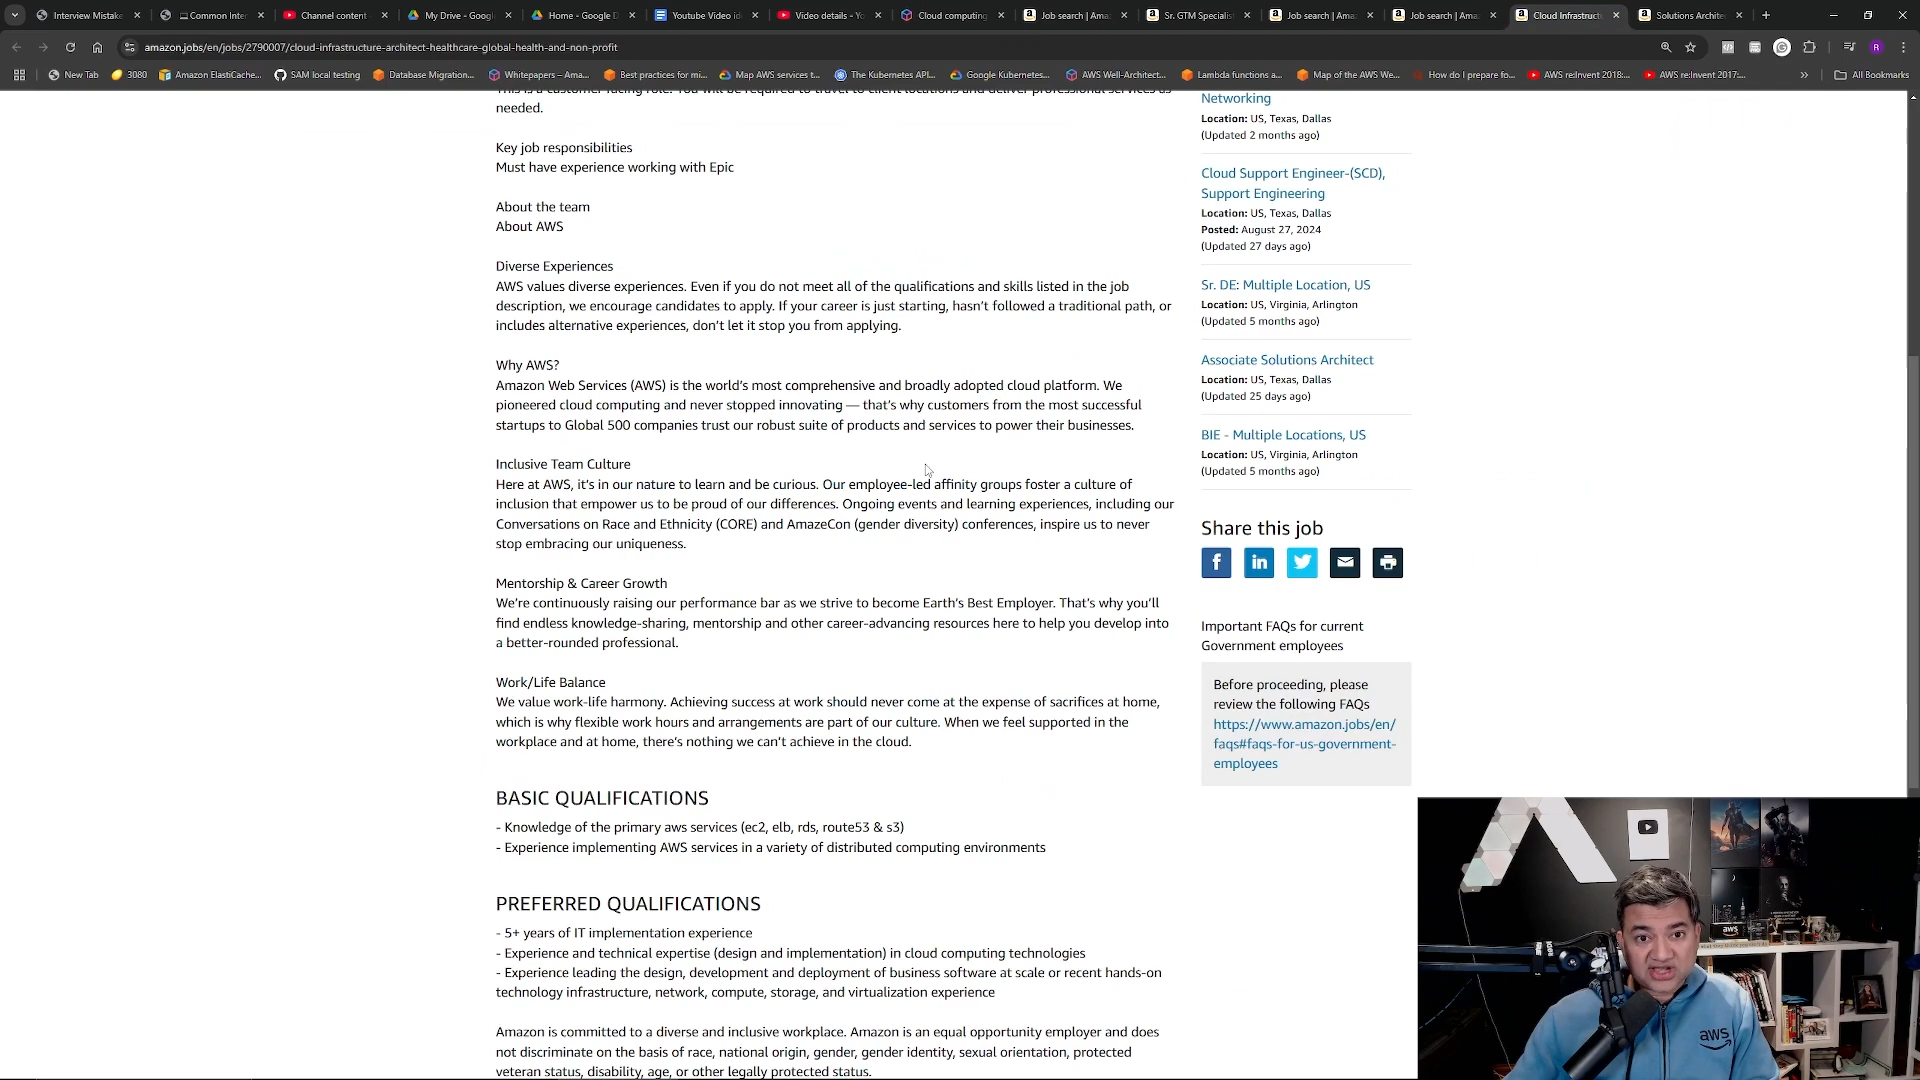 Interview Mistake
Common Inter
Channel content -
My Drive - Googl
Home - Google D
Youtube Video id
Video details - Yo
Cloud computing
Job search | Ama
Sr. GTM Specialist
Job search | Ama
Job search | Ama
Cloud Infrastruct
Solutions Archite
amazon.jobs/en/jobs/2790007/cloud-infrastructure-architect-healthcare-global-health-and-non-profit
New Tab
3080
Amazon ElastiCache...
SAM local testing
Database Migration...
Whitepapers – Ama...
Best practices for mi...
Map AWS services t...
The Kubernetes API...
Google Kubernetes...
AWS Well-Architect...
Lambda functions a...
Map of the AWS We...
How do I prepare fo...
AWS re:Invent 2018:...
AWS re:Invent 2017:...
All Bookmarks
This is a customer facing role. You will be required to travel to client locations and deliver professional services as
needed.
Key job responsibilities
Must have experience working with Epic
About the team
About AWS
Diverse Experiences
AWS values diverse experiences. Even if you do not meet all of the qualifications and skills listed in the job
description, we encourage candidates to apply. If your career is just starting, hasn’t followed a traditional path, or
includes alternative experiences, don’t let it stop you from applying.
Why AWS?
Amazon Web Services (AWS) is the world’s most comprehensive and broadly adopted cloud platform. We
pioneered cloud computing and never stopped innovating — that’s why customers from the most successful
startups to Global 500 companies trust our robust suite of products and services to power their businesses.
Inclusive Team Culture
Here at AWS, it’s in our nature to learn and be curious. Our employee-led affinity groups foster a culture of
inclusion that empower us to be proud of our differences. Ongoing events and learning experiences, including our
Conversations on Race and Ethnicity (CORE) and AmazeCon (gender diversity) conferences, inspire us to never
stop embracing our uniqueness.
Mentorship & Career Growth
We’re continuously raising our performance bar as we strive to become Earth’s Best Employer. That’s why you’ll
find endless knowledge-sharing, mentorship and other career-advancing resources here to help you develop into
a better-rounded professional.
Work/Life Balance
We value work-life harmony. Achieving success at work should never come at the expense of sacrifices at home,
which is why flexible work hours and arrangements are part of our culture. When we feel supported in the
workplace and at home, there’s nothing we can’t achieve in the cloud.
BASIC QUALIFICATIONS
- Knowledge of the primary aws services (ec2, elb, rds, route53 & s3)
- Experience implementing AWS services in a variety of distributed computing environments
PREFERRED QUALIFICATIONS
- 5+ years of IT implementation experience
- Experience and technical expertise (design and implementation) in cloud computing technologies
- Experience leading the design, development and deployment of business software at scale or recent hands-on
technology infrastructure, network, compute, storage, and virtualization experience
Amazon is committed to a diverse and inclusive workplace. Amazon is an equal opportunity employer and does
not discriminate on the basis of race, national origin, gender, gender identity, sexual orientation, protected
veteran status, disability, age, or other legally protected status.
Networking
Location: US, Texas, Dallas
(Updated 2 months ago)
Cloud Support Engineer-(SCD),
Support Engineering
Location: US, Texas, Dallas
Posted: August 27, 2024
(Updated 27 days ago)
Sr. DE: Multiple Location, US
Location: US, Virginia, Arlington
(Updated 5 months ago)
Associate Solutions Architect
Location: US, Texas, Dallas
(Updated 25 days ago)
BIE - Multiple Locations, US
Location: US, Virginia, Arlington
(Updated 5 months ago)
Share this job
Important FAQs for current
Government employees
Before proceeding, please
review the following FAQs
https://www.amazon.jobs/en/
faqs#faqs-for-us-government-
employees
aws
aws